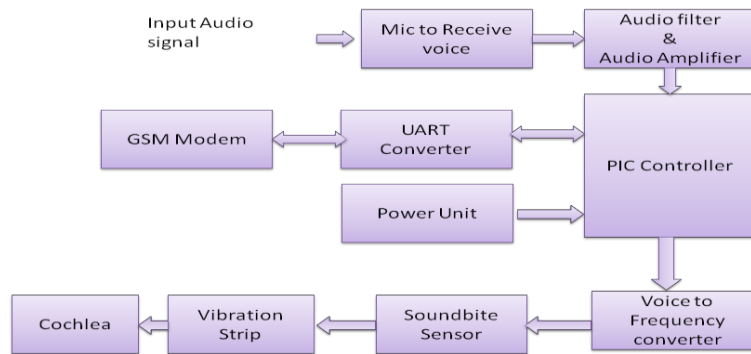 Input Audio
signal
Mic to Receive
voice
Audio filter
&
Audio Amplifier
GSM Modem
UART
Converter
PIC Controller
Power Unit
Cochlea
Vibration
Strip
Soundbite
Sensor
Voice to
Frequency
converter